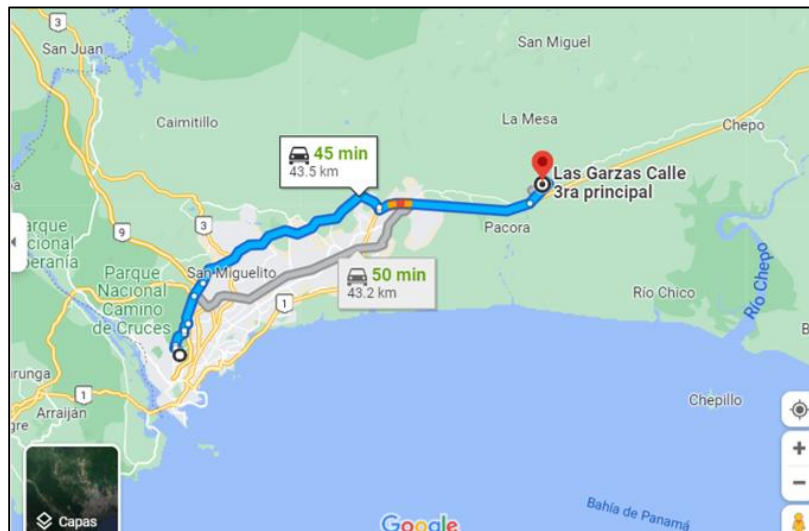 3
San Juan
San Miguel
Caimitillo
La Mesa
Chepo
45 min
43.5 km
Las Garzas Calle
3ra principal
3
9
Parque
Nacional
Pacora
Parque
Nacional
Camino
de Cruces
San Miguelito
50 min
43.2 km
1
Río Chico
Río Chepo
1
Arraiján
Chepillo
Capas
Google
Bahía de Panamá